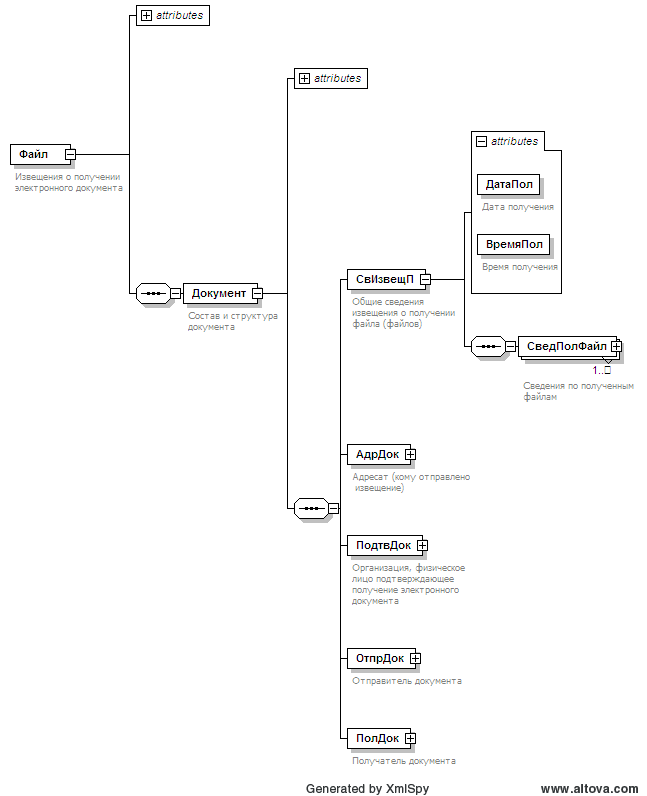 attributes
attributes
Файл
Извещения о получении
электронного документа
attributes
ДатаПол
Дата получения
ВремяПол
Время получения
СвИзвещП
Общие сведения
извещения о получении
файла (файлов)
Документ
Состав и структура
документа
СведПолФайл
1..
Сведения по полученным
файлам
АдрДок
Адресат (кому отправлено
извещение)
ПодтвДок
Организация, физическое
лицо подтверждающее
получение электронного
документа
ОтпрДок
Отправитель документа
ПолДок
Получатель документа
Generated by XmlSpy
www.altova.com